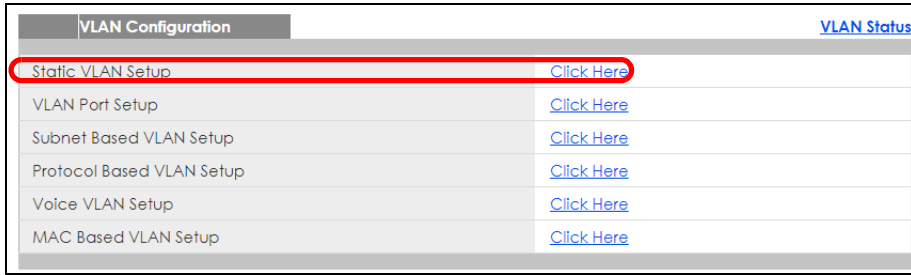 VLAN Configuration VLAN Status
Static VLAN Setup Click Here
VLAN Port Setup Click Here
Subnet Based VLAN Setup Click Here
Protocol Based VLAN Setup Click Here
Voice VLAN Setup Click Here
MAC Based VLAN Setup Click Here